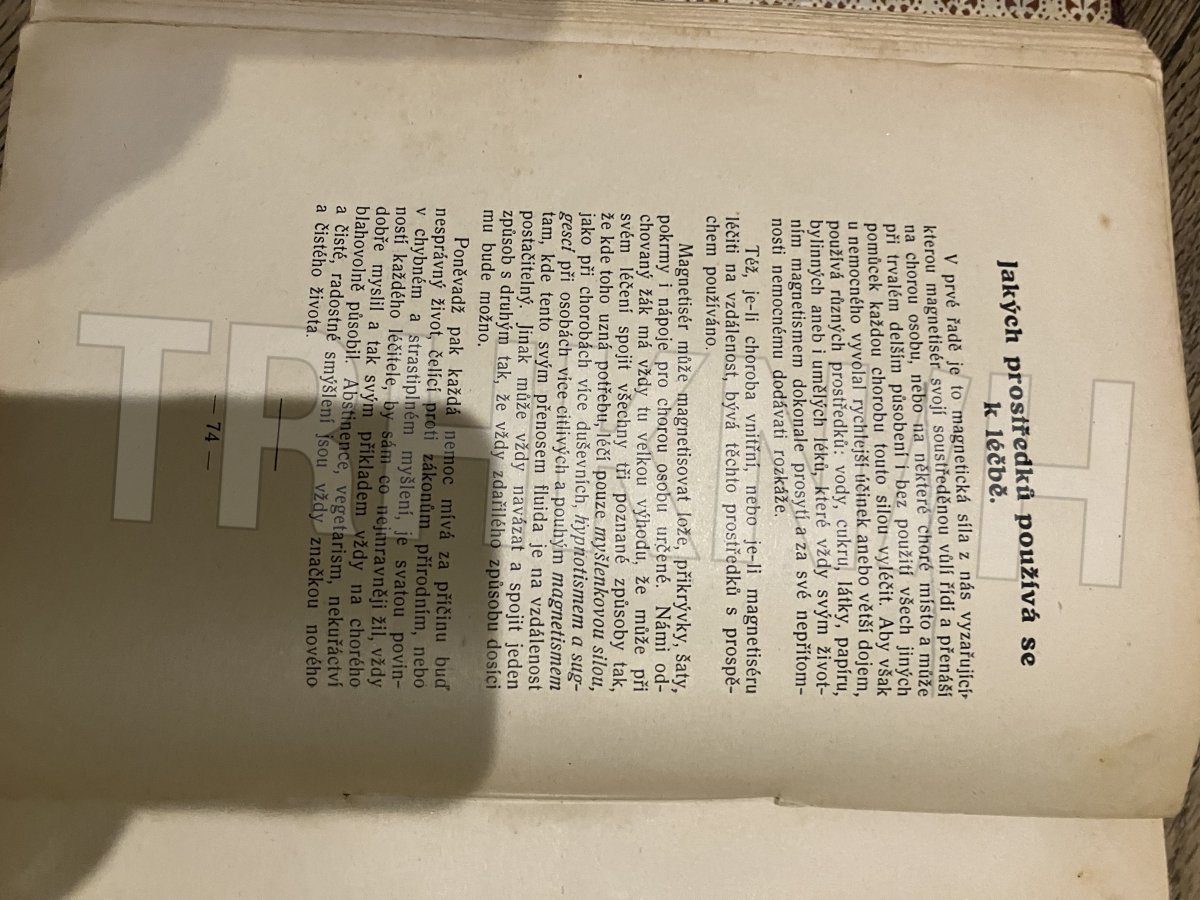 Jakých prostředků používá se
k léčbě.
V prvé řadě je to magnetická síla z nás vyzařující,
kterou magnetisér svojí soustředěnou vůlí řídí a přenáší
na chorou osobu, nebo na některé choré místo a může
při trvalém delším působení i bez použití všech jiných
pomůcek každou chorobu touto silou vyléčit. Aby však
u nemocného vyvolal rychlejší účinek anebo větší dojem,
používá různých prostředků: vody, cukru, látky, papíru,
bylinných aneb i umělých léků, které vždy svým život-
ním magnetismem dokonale prosytí a za své nepřítom-
nosti nemocnému dodávati rozkáže.
Též, je-li choroba vnitřní, nebo je-li magnetiséru
léčiti na vzdálenost, bývá těchto prostředků s prospě-
chem používáno.
Magnetisér může magnetisovat lože, přikrývky, šaty,
pokrmy i nápoje pro chorou osobu určené. Námi od-
chovaný žák má vždy tu velkou výhodu, že může při
svém léčení spojit všechny tři poznané způsoby tak,
že kde toho uzná potřebu, léčí pouze myšlenkovou silou,
jako při chorobách více duševních, hypnotismem a sug-
gescí při osobách více citlivých a pouhým magnetismem
tam, kde tento svým přenosem fluida je na vzdálenost
postačitelný. Jinak může vždy navázat a spojit jeden
způsob s druhým tak, že vždy zdařilého způsobu dosíci
mu bude možno.
Poněvadž pak každá nemoc mívá za příčinu buď
nesprávný život, čelící proti zákonům přírodním, nebo
v chybném a strastiplném myšlení, je svatou povin-
ností každého léčitele, by sám co nejmravněji žil, vždy
dobře myslil a tak svým příkladem vždy na chorého
blahovolně působil. Abstinence, vegetarism, nekuřáctví
a čisté, radostné smýšlení jsou vždy značkou nového
a čistého života.
— 74 —
TRHKNIH